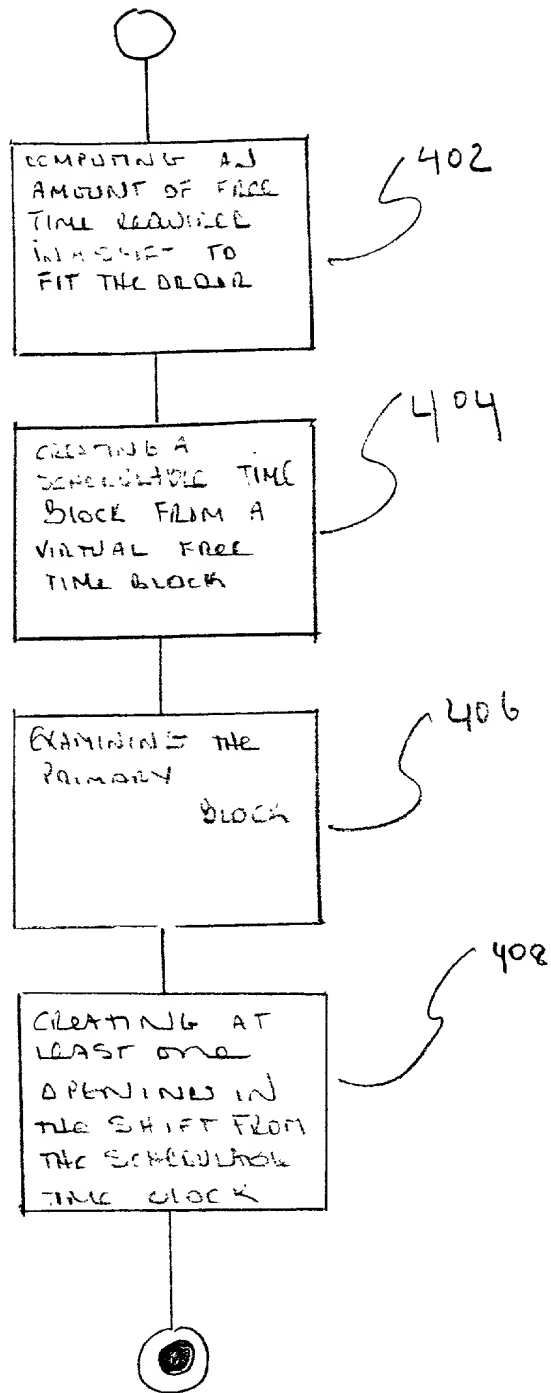 COMPUTING AN
AMOUNT OF FREE
TIME REQUIRE
IN A SHIFT TO
FIT THE ORDER
402
CREATING A
SCHEDULABLE TIME
BLOCK FROM A
VIRTUAL FREE
TIME BLOCK
404
EXAMINING THE
PRIMARY
BLOCK
406
CREATING AT
LEAST ONE
OPENING IN
THE SHIFT FROM
THE SCHEDULABLE
TIME BLOCK
408